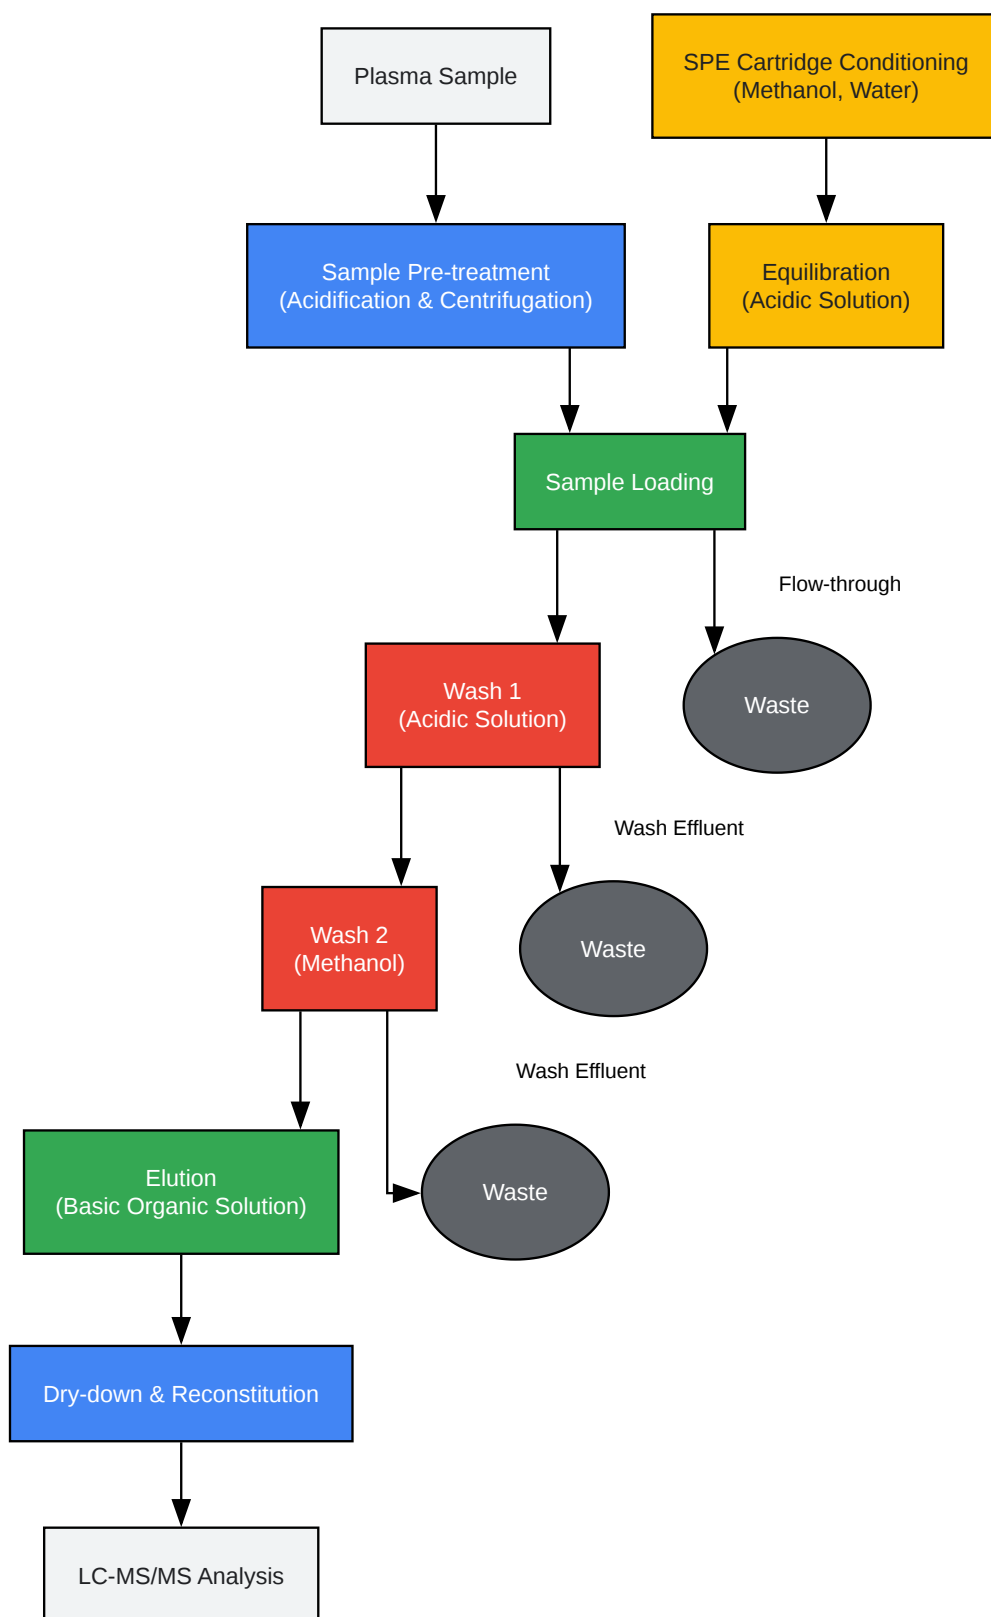 Plasma Sample
SPE Cartridge Conditioning
(Methanol, Water)
Sample Pre-treatment
(Acidification & Centrifugation)
Equilibration
(Acidic Solution)
Sample Loading
Flow-through
Wash 1
(Acidic Solution)
Waste
Wash Effluent
Wash 2
(Methanol)
Waste
Wash Effluent
Elution
(Basic Organic Solution)
Waste
Dry-down & Reconstitution
LC-MS/MS Analysis